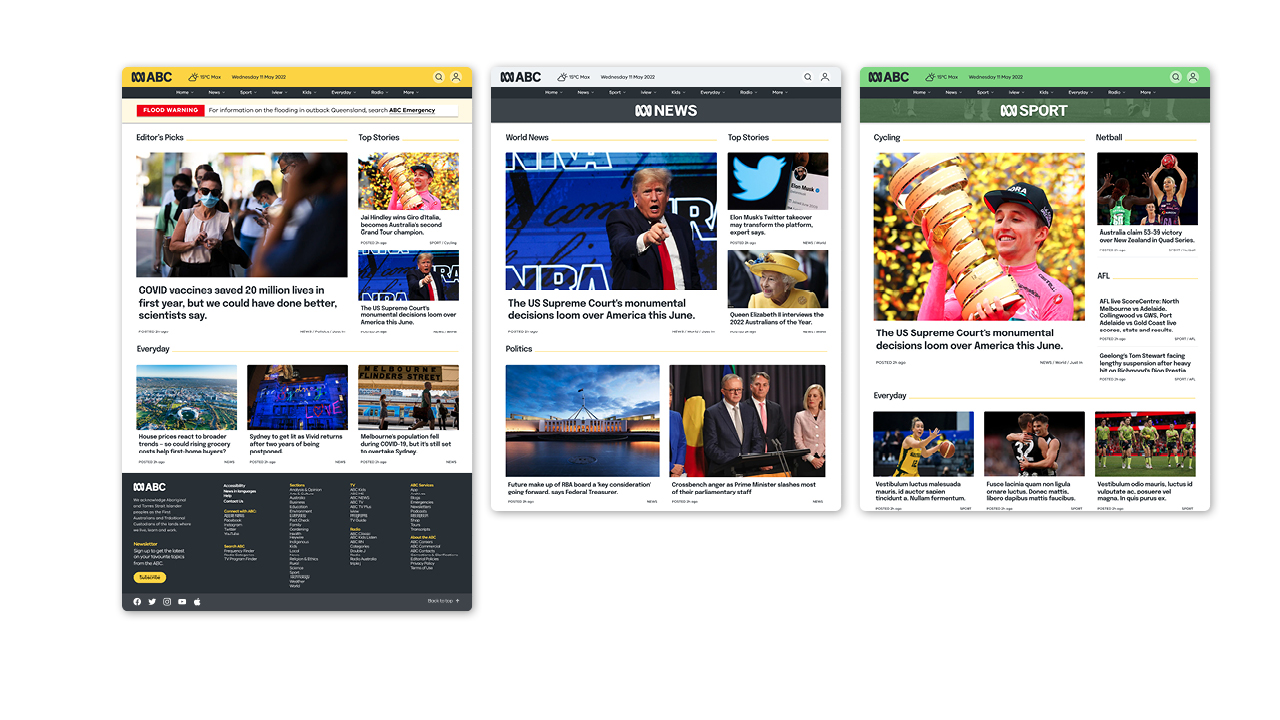 ABC
15°C Max
Wednesday 11 May 2022
Home
News
Sport
iview
Kids
Everyday
Radio
More
FLOOD WARNING
For information on the flooding in outback Queensland, search ABC Emergency
Editor's Picks
Top Stories
Jai Hindley wins Giro d'Italia,
becomes Australia's second
Grand Tour champion.
POSTED 2h ago
SPORT / Cycling
COVID vaccines saved 20 million lives in
first year, but we could have done better,
scientists say.
POSTED 2h ago
NRA
The US Supreme Court's
monumental decisions loom over
America this June.
POSTED 2h ago
Everyday
MELBOURNE
FLINDERS STREET
LOVE
House prices react to broader
trends – so could rising grocery
costs help first-home buyers?
POSTED 2h ago
NEWS
Sydney to get lit as Vivid returns
after two years of being
postponed.
POSTED 2h ago
NEWS
Melbourne's population fell
during COVID-19, but it's still set
to overtake Sydney.
POSTED 2h ago
NEWS
ABC
We acknowledge Aboriginal
and Torres Strait Islander
peoples as the First
Australians and Traditional
Custodians of the lands where
we live, learn and work.
Newsletter
Sign up to get the latest
on your favourite topics
from the ABC.
Subscribe
Accessibility
News in languages
Help
Contact Us
Connect with ABC
Apple News
Facebook
Instagram
Twitter
YouTube
Search ABC
Frequency Finder
TV Program Finder
Sections
Analysis & Opinion
Australia
Business
Education
Environment
Everyday
Fact Check
Family
Gardening
Health
Heywire
Indigenous
Kids
Local
Religion & Ethics
Rural
Science
Sport
Technology
Weather
World
TV
ABC Kids
ABC ME
ABC NEWS
ABC TV
ABC TV Plus
iview
Programs
TV Guide
Radio
ABC Classic
ABC Kids Listen
ABC RN
Categories
Double J
Radio Australia
triple j
ABC Services
App
Blogs
Emergencies
Newsletters
Podcasts
Reception
Shop
Tours
Transcripts
About the ABC
ABC Careers
ABC Commercial
ABC Contacts
Editorial Policies
Privacy Policy
Terms of Use
Back to top
ABC
15°C Max
Wednesday 11 May 2022
Home
News
Sport
iview
Kids
Everyday
Radio
More
NEWS
World News
Top Stories
NRA
Elon Musk
Elon Musk's Twitter takeover
may transform the platform,
expert says.
POSTED 2h ago
NEWS / World
The US Supreme Court's monumental
decisions loom over America this June.
POSTED 2h ago
NEWS / World / Just In
Queen Elizabeth II interviews the
2022 Australians of the Year.
POSTED 2h ago
NEWS / World
Politics
Future make up of RBA board a 'key consideration'
going forward, says Federal Treasurer.
POSTED 2h ago
NEWS
Crossbench anger as Prime Minister slashes most
of their parliamentary staff
POSTED 2h ago
NEWS
ABC
15°C Max
Wednesday 11 May 2022
Home
News
Sport
iview
Kids
Everyday
Radio
More
SPORT
Cycling
Netball
BORA
Australia claim 53-39 victory
over New Zealand in Quad Series.
AFL
AFL live ScoreCentre: North
Melbourne vs Adelaide.
Collingwood vs GWS, Port
Adelaide vs Gold Coast live
scores, stats and results.
POSTED 2h ago
SPORT / AFL
The US Supreme Court's monumental
decisions loom over America this June.
POSTED 2h ago
NEWS / World / Just In
Geelong's Tom Stewart facing
lengthy suspension after heavy
hit on Richmond's Dion Prestia
POSTED 2h ago
SPORT / AFL
Everyday
32
Vestibulum luctus malesuada
mauris, id auctor sapien
tincidunt a. Nullam fermentum.
POSTED 2h ago
SPORT
Fusce lacinia quam non ligula
ornare luctus. Donec mattis,
libero dapibus mattis faucibus.
POSTED 2h ago
SPORT
Vestibulum odio mauris, luctus id
vulputate ac, posuere vel
magna. In quis purus ex.
POSTED 2h ago
SPORT